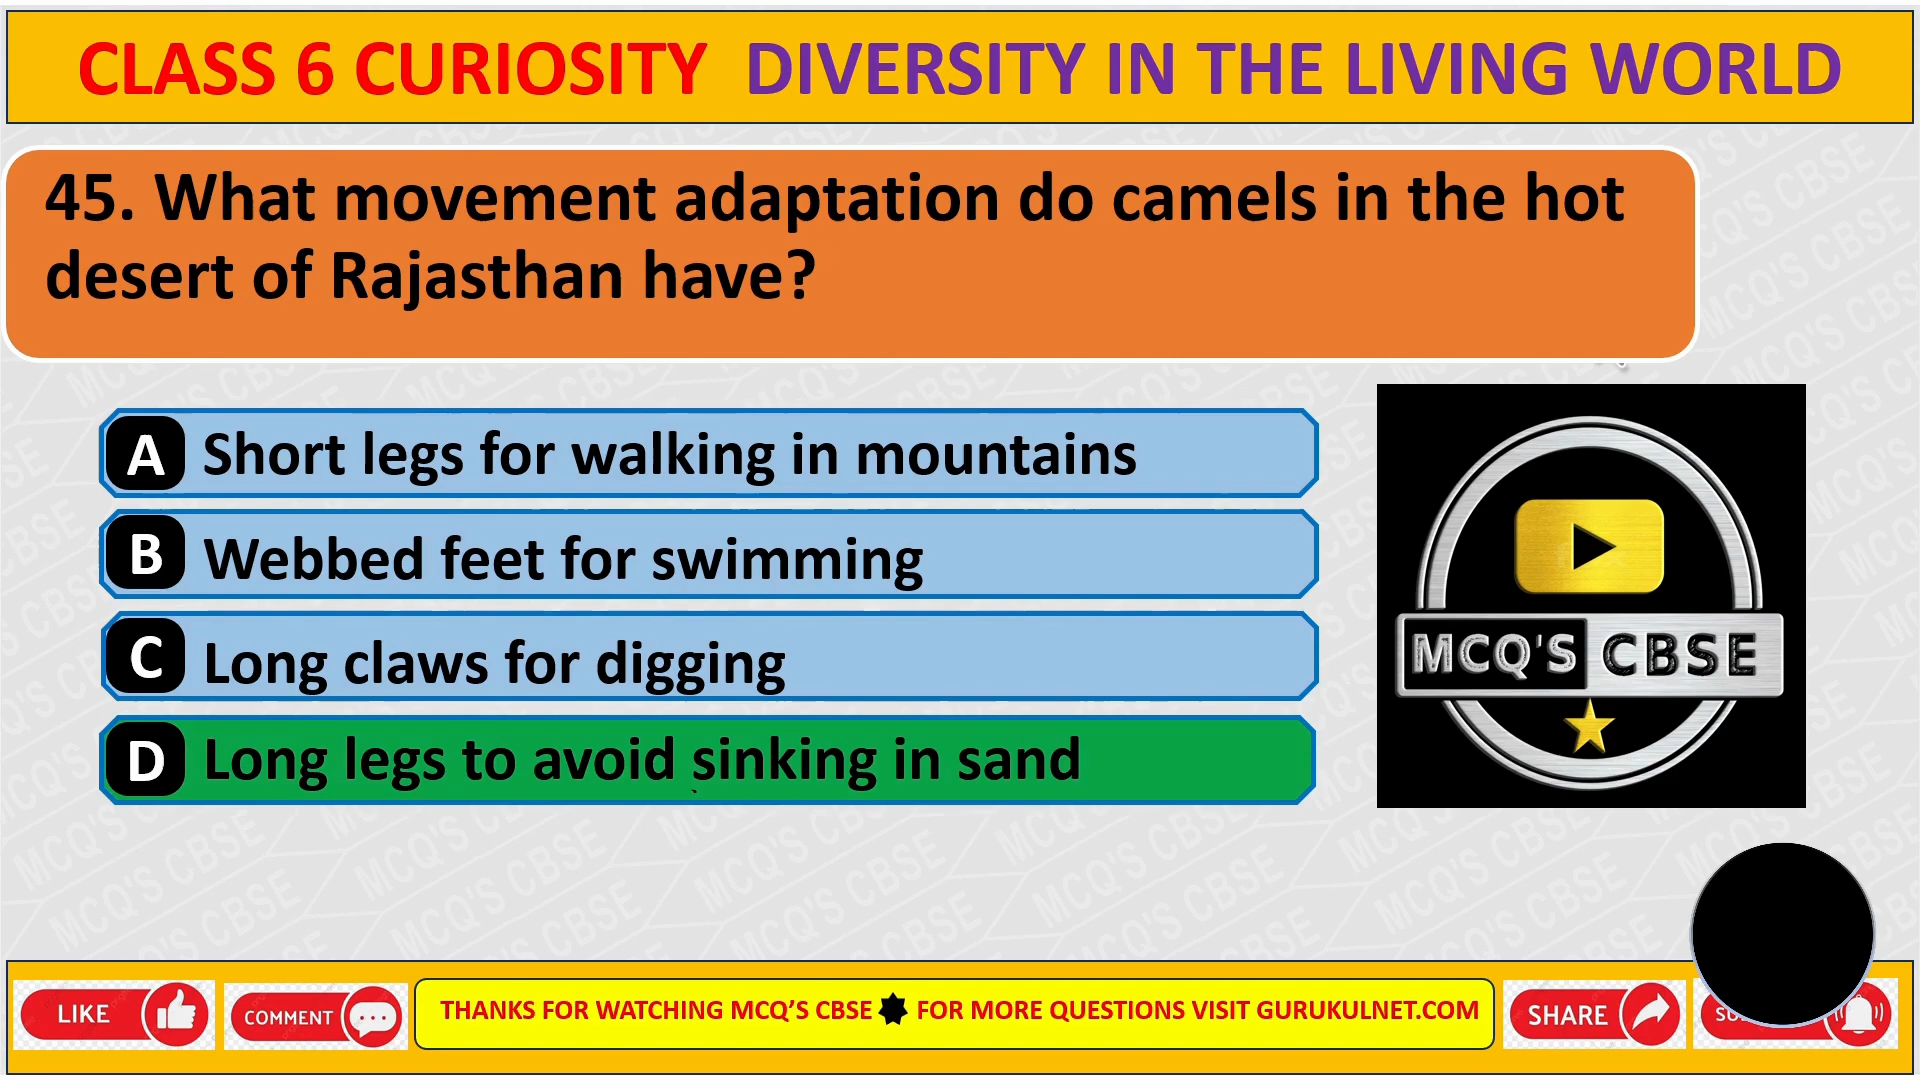 CLASS 6 CURIOSITY DIVERSITY IN THE LIVING WORLD
45. What movement adaptation do camels in the hot
desert of Rajasthan have?
A Short legs for walking in mountains
B Webbed feet for swimming
C Long claws for digging
D Long legs to avoid sinking in sand
MCQ'S CBSE
LIKE
COMMENT
THANKS FOR WATCHING MCQ’S CBSE FOR MORE QUESTIONS VISIT GURUKULNET.COM
SHARE